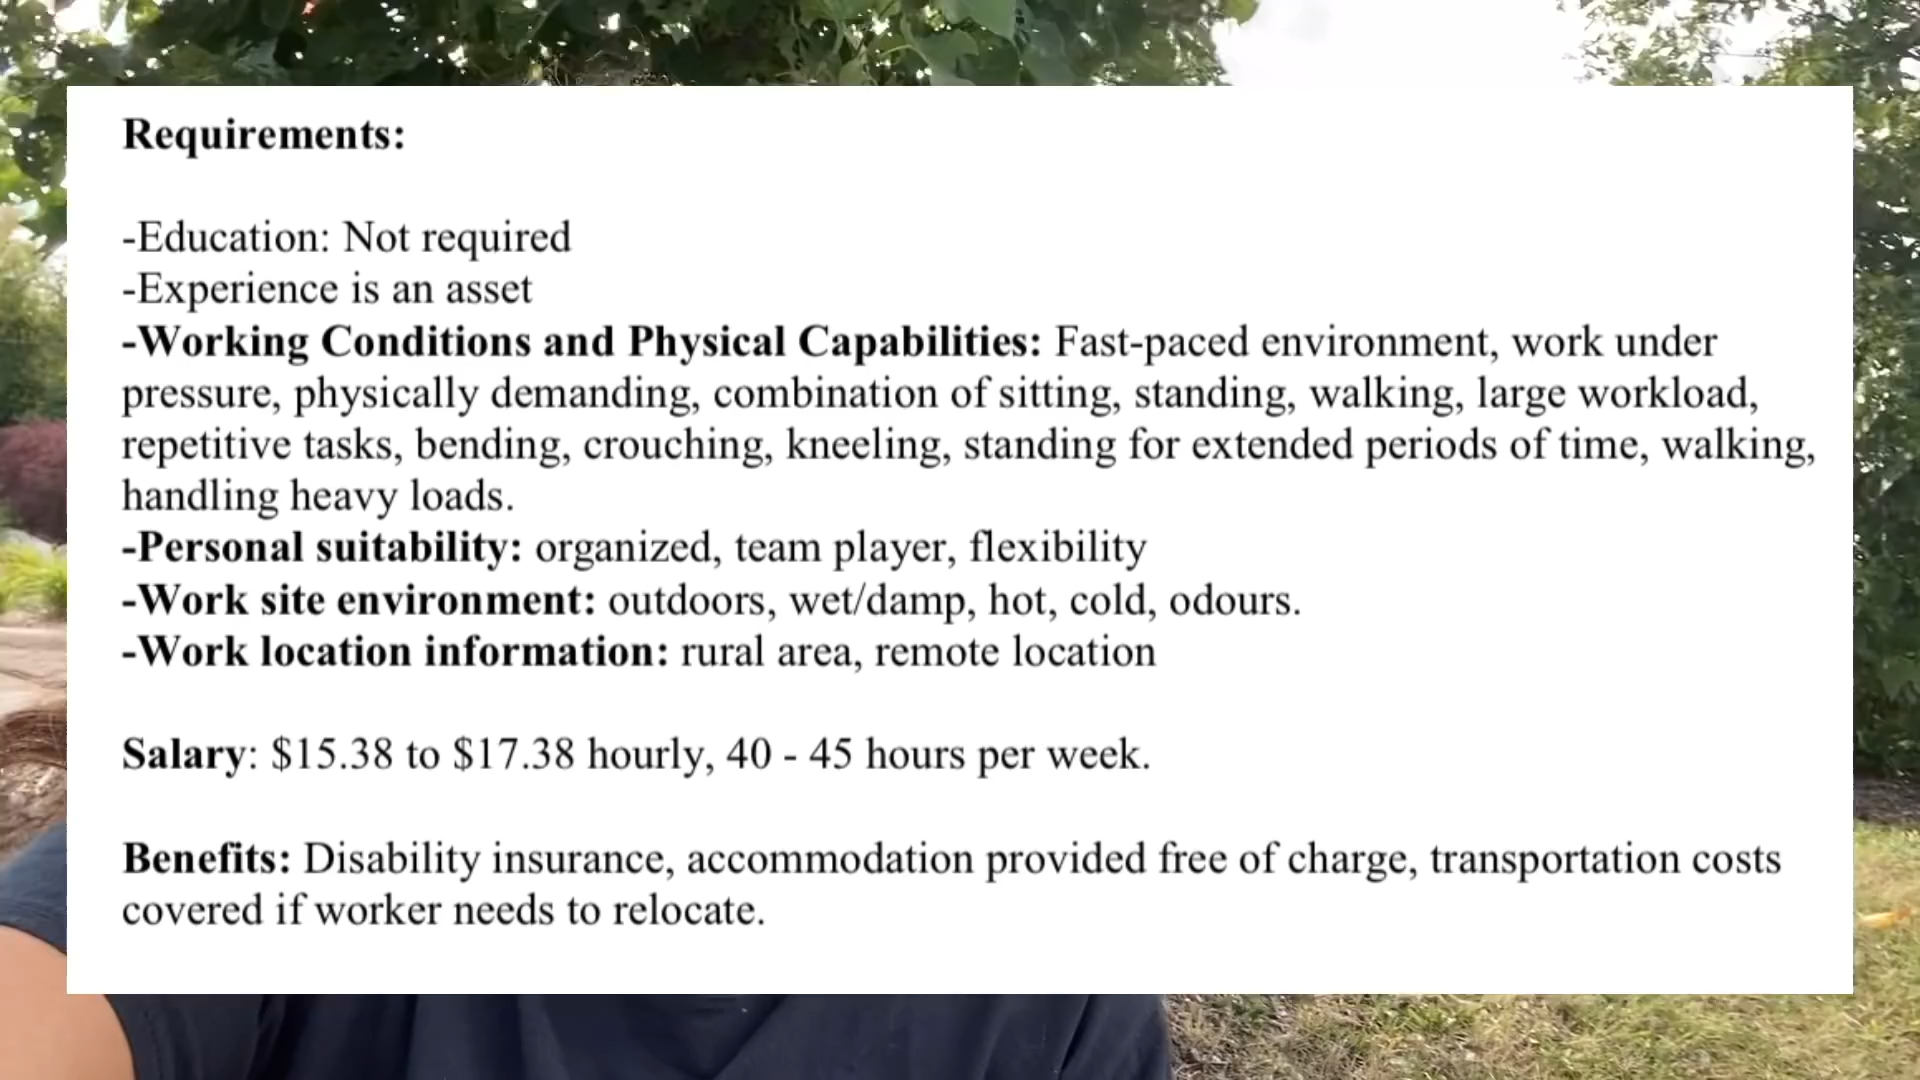 Requirements:
-Education: Not required
-Experience is an asset
-Working Conditions and Physical Capabilities: Fast-paced environment, work under
pressure, physically demanding, combination of sitting, standing, walking, large workload,
repetitive tasks, bending, crouching, kneeling, standing for extended periods of time, walking,
handling heavy loads.
-Personal suitability: organized, team player, flexibility
-Work site environment: outdoors, wet/damp, hot, cold, odours.
-Work location information: rural area, remote location
Salary: $15.38 to $17.38 hourly, 40 - 45 hours per week.
Benefits: Disability insurance, accommodation provided free of charge, transportation costs
covered if worker needs to relocate.